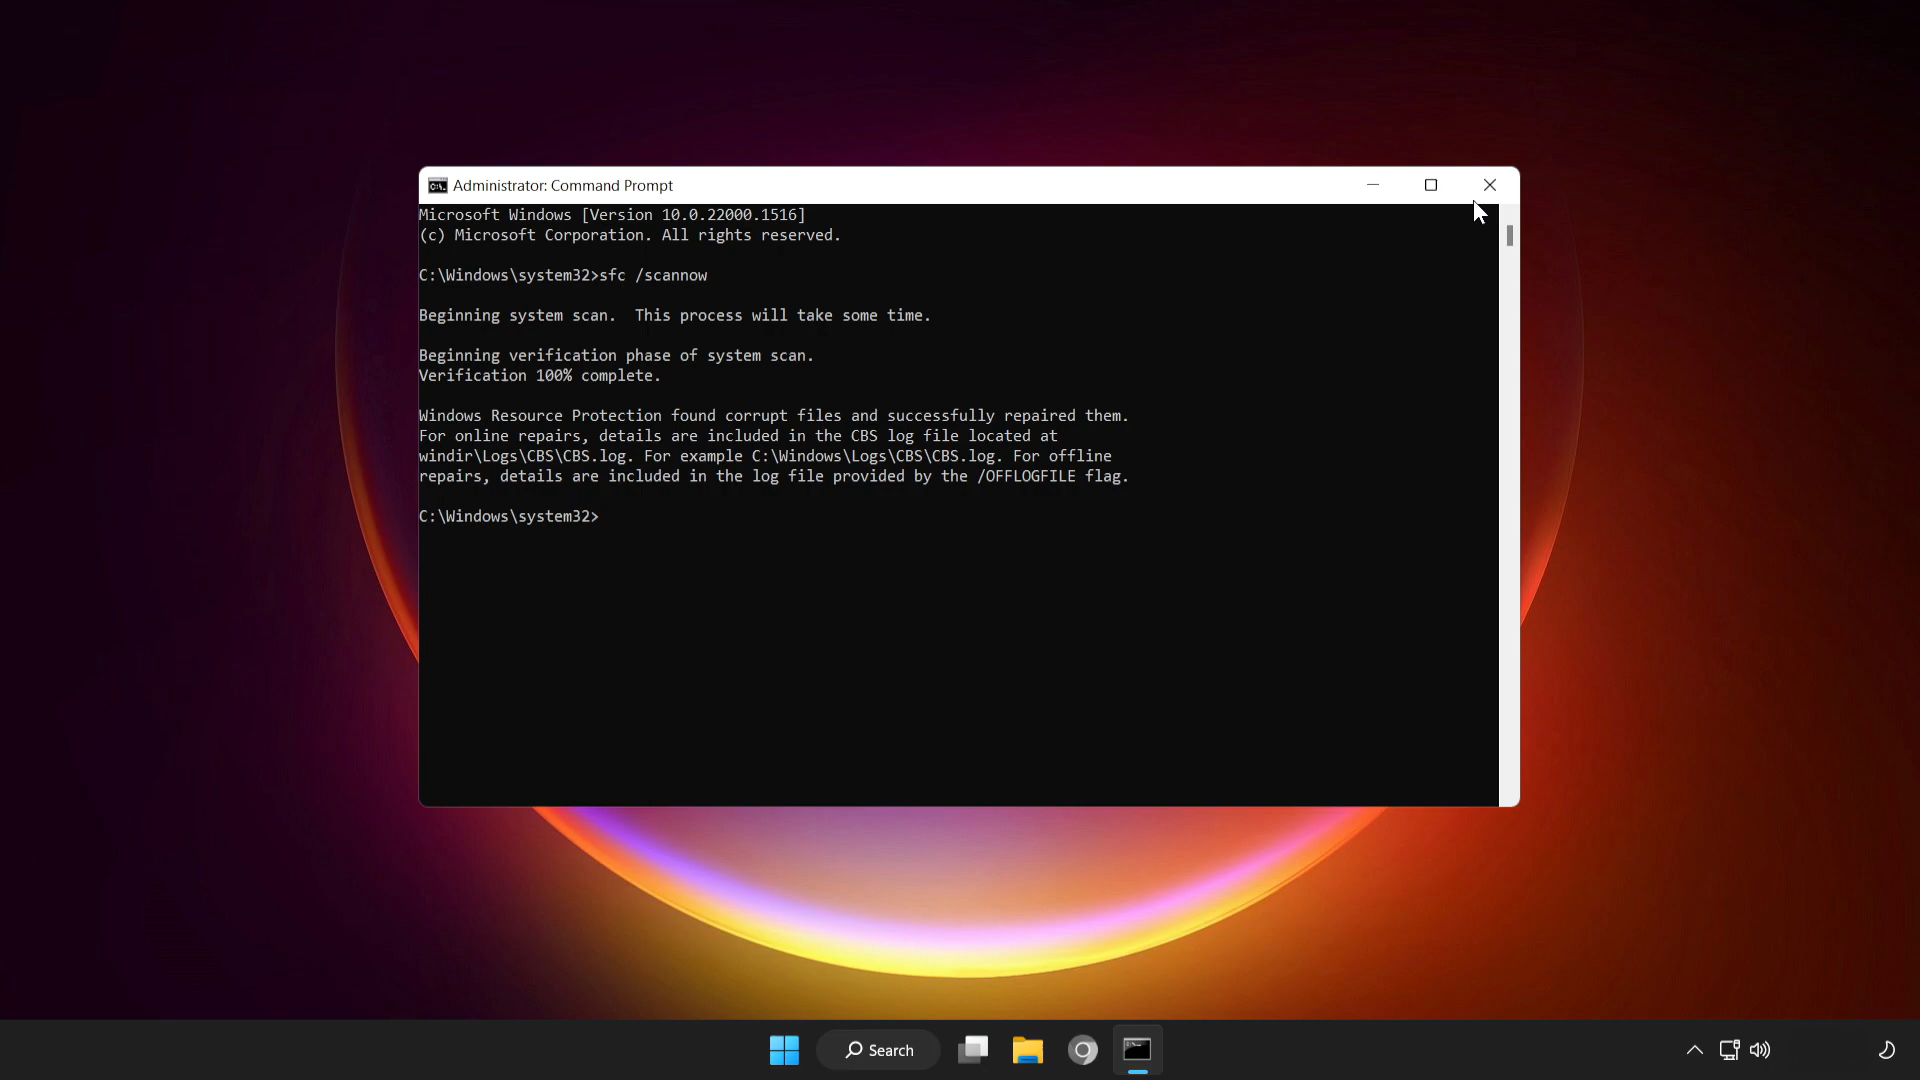 Administrator: Command Prompt
Microsoft Windows [Version 10.0.22000.1516]
(c) Microsoft Corporation. All rights reserved.
C:\Windows\system32>sfc /scannow
Beginning system scan.  This process will take some time.
Beginning verification phase of system scan.
Verification 100% complete.
Windows Resource Protection found corrupt files and successfully repaired them.
For online repairs, details are included in the CBS log file located at
windir\Logs\CBS\CBS.log. For example C:\Windows\Logs\CBS\CBS.log. For offline
repairs, details are included in the log file provided by the /OFFLOGFILE flag.
C:\Windows\system32>
Search